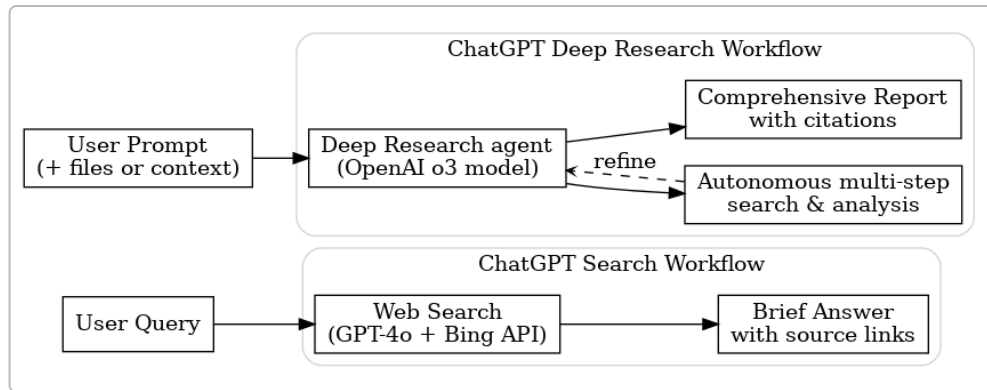 ChatGPT Deep Research Workflow
User Prompt
(+ files or context)
Deep Research agent
(OpenAI o3 model)
Comprehensive Report
with citations
refine
Autonomous multi-step
search & analysis
ChatGPT Search Workflow
User Query
Web Search
(GPT-4o + Bing API)
Brief Answer
with source links